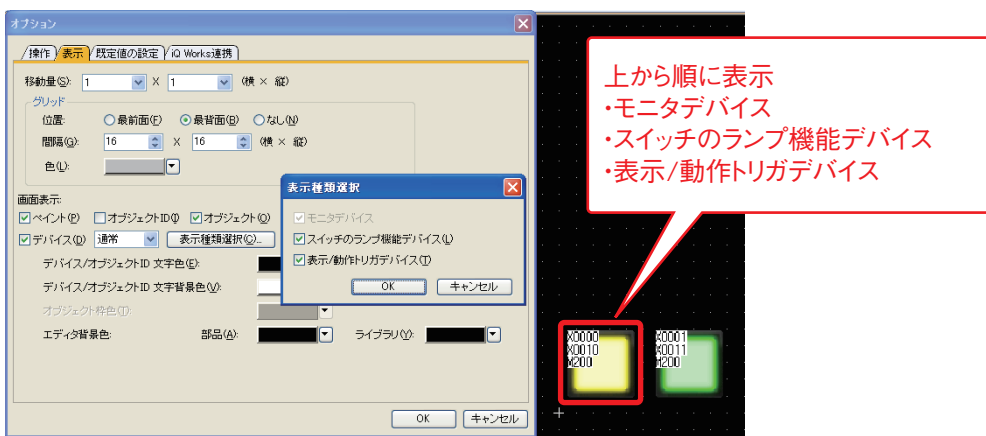 オプション
操作 表示 既定値の設定 iQ Works連携
移動量(S): 1 X 1 (横 × 縦)
グリッド
位置: 最前面(F) 最背面(B) なし(N)
間隔(G): 16 X 16 (横 × 縦)
色(L):
画面表示:
ペイント(P) オブジェクトID(I) オブジェクト(O)
デバイス(D) 通常 表示種類選択(C)...
デバイス/オブジェクトID 文字色(E):
デバイス/オブジェクトID 文字背景色(V):
オブジェクト枠色(T):
エディタ背景色: 部品(A): ライブラリ(Y):
OK キャンセル
表示種類選択
モニタデバイス
スイッチのランプ機能デバイス(L)
表示/動作トリガデバイス(T)
OK キャンセル
上から順に表示
・モニタデバイス
・スイッチのランプ機能デバイス
・表示/動作トリガデバイス
X0000
X0010
M200
X0001
X0011
M200